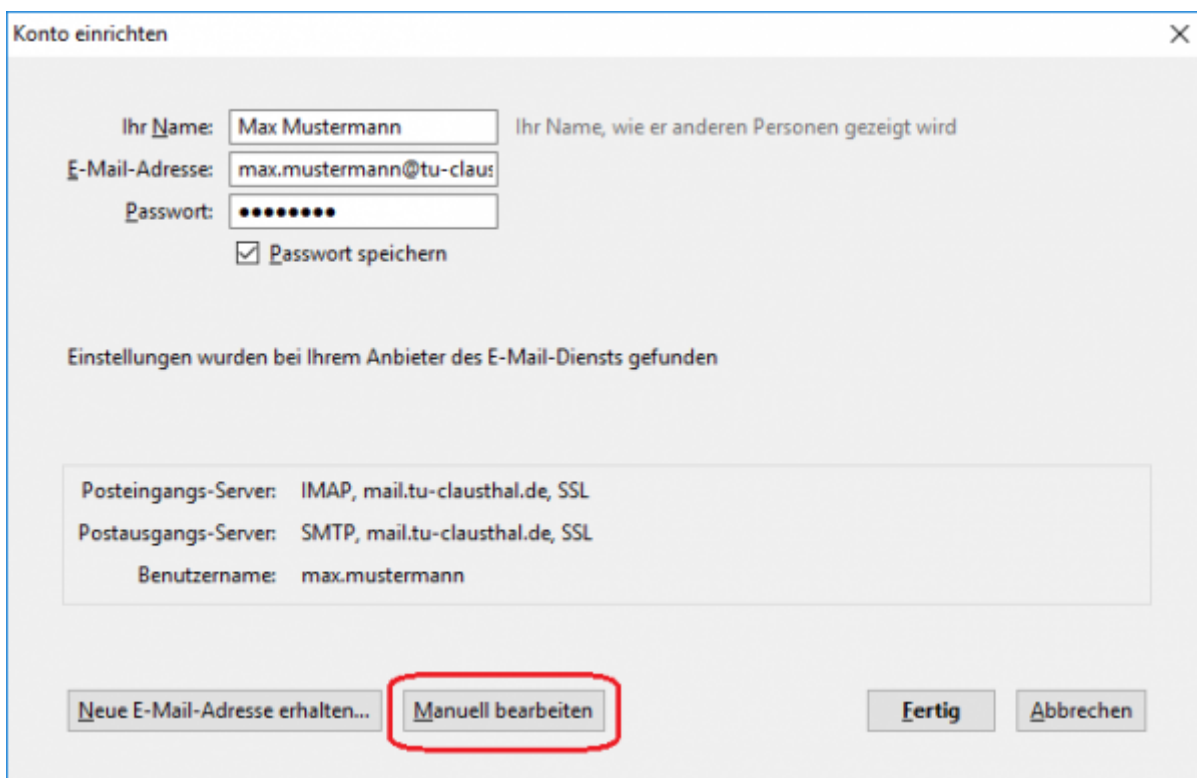 Konto einrichten
Ihr Name: Max Mustermann Ihr Name, wie er anderen Personen gezeigt wird
E-Mail-Adresse: max.mustermann@tu-claus
Passwort: ●●●●●●●●
Passwort speichern
Einstellungen wurden bei Ihrem Anbieter des E-Mail-Diensts gefunden
Posteingangs-Server: IMAP, mail.tu-clausthal.de, SSL
Postausgangs-Server: SMTP, mail.tu-clausthal.de, SSL
Benutzername: max.mustermann
Neue E-Mail-Adresse erhalten... Manuell bearbeiten Fertig Abbrechen